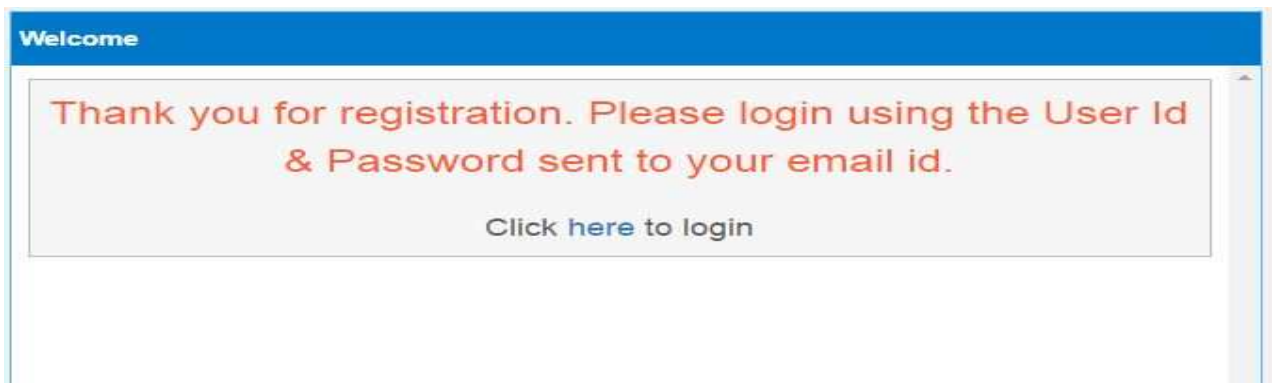 Welcome
Thank you for registration. Please login using the User Id
& Password sent to your email id.
Click here to login